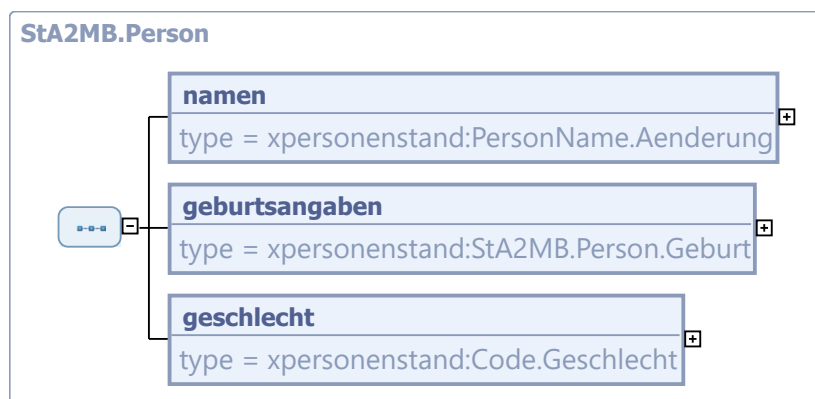 StA2MB.Person
namen
type = xpersonenstand:PersonName.Aenderung
geburtsangaben
type = xpersonenstand:StA2MB.Person.Geburt
geschlecht
type = xpersonenstand:Code.Geschlecht